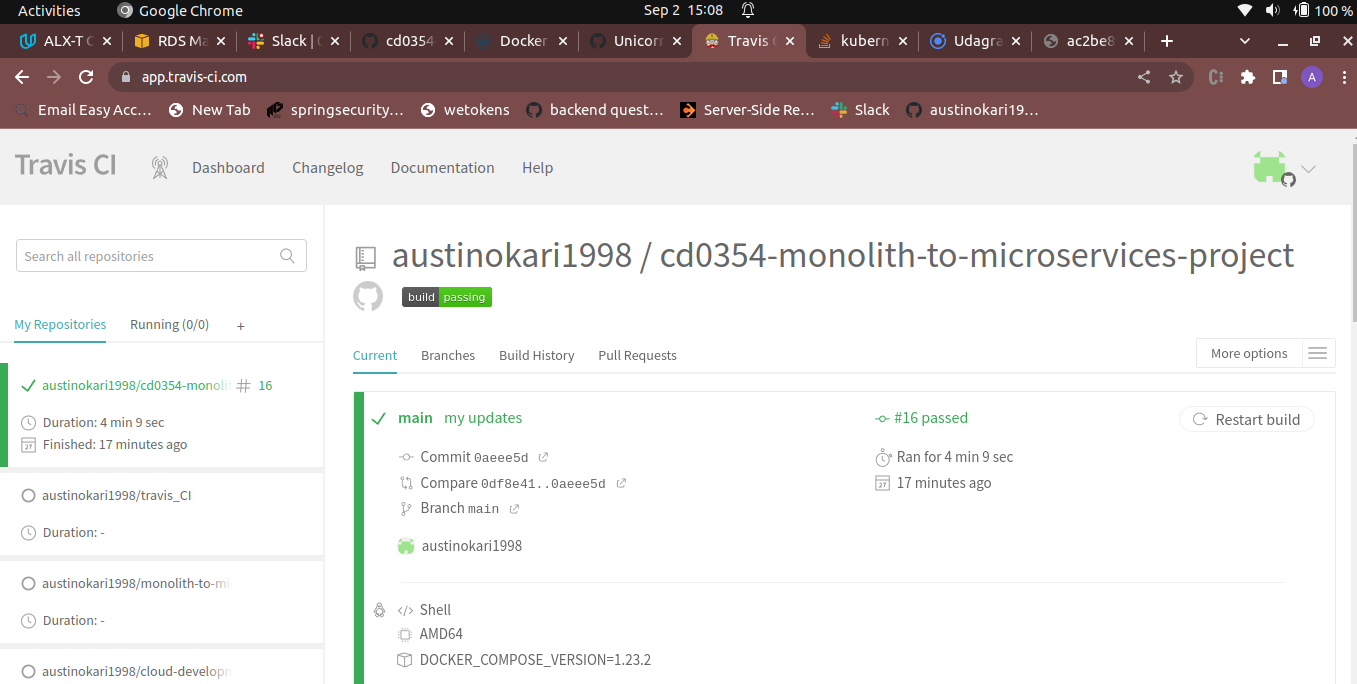 Activities Google Chrome Sep 2 15:08 100 %
ALX-T C RDS Ma Slack | cd0354 Docker Unicorn Travis C kubern Udagra ac2be8
app.travis-ci.com A
Email Easy Acc... New Tab springsecurity... wetokens backend quest... Server-Side Re... Slack austinokari19...
Travis CI Dashboard Changelog Documentation Help
Search all repositories
austinokari1998 / cd0354-monolith-to-microservices-project
build passing
My Repositories Running (0/0) +
Current Branches Build History Pull Requests More options
austinokari1998/cd0354-monolit # 16
Duration: 4 min 9 sec
27 Finished: 17 minutes ago
austinokari1998/travis_CI
Duration: -
austinokari1998/monolith-to-mi
Duration: -
austinokari1998/cloud-developm
main my updates #16 passed Restart build
Commit 0aeee5d Ran for 4 min 9 sec
Compare 0df8e41..0aeee5d 27 17 minutes ago
Branch main
austinokari1998
</> Shell
AMD64
DOCKER_COMPOSE_VERSION=1.23.2